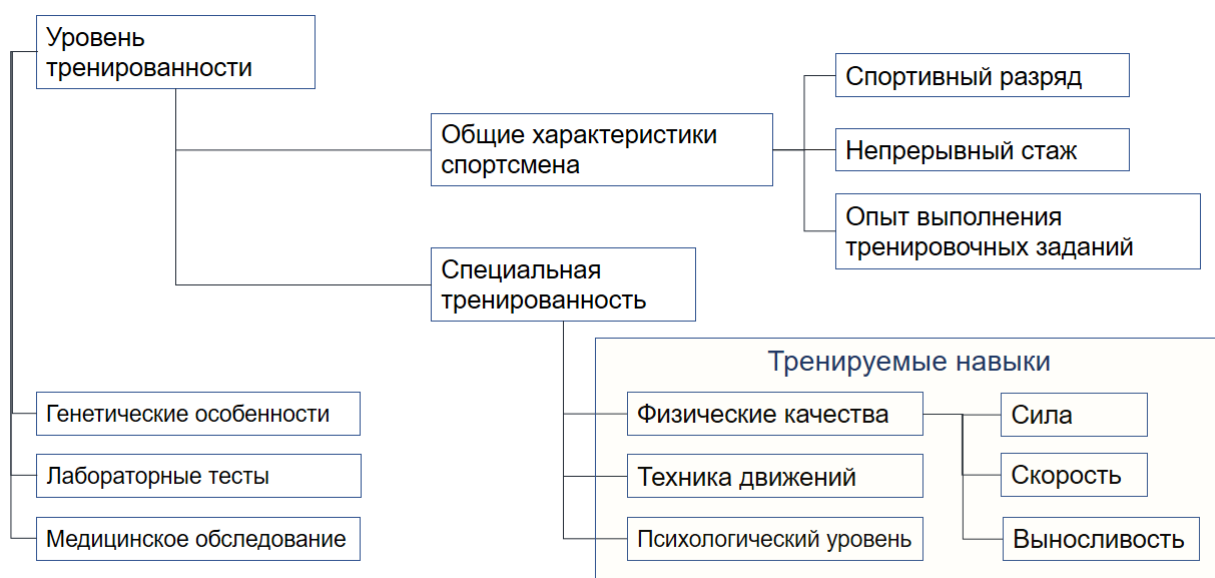 Уровень
тренированности
Общие характеристики
спортсмена
Спортивный разряд
Непрерывный стаж
Опыт выполнения
тренировочных заданий
Специальная
тренированность
Тренируемые навыки
Физические качества
Сила
Техника движений
Скорость
Психологический уровень
Выносливость
Генетические особенности
Лабораторные тесты
Медицинское обследование